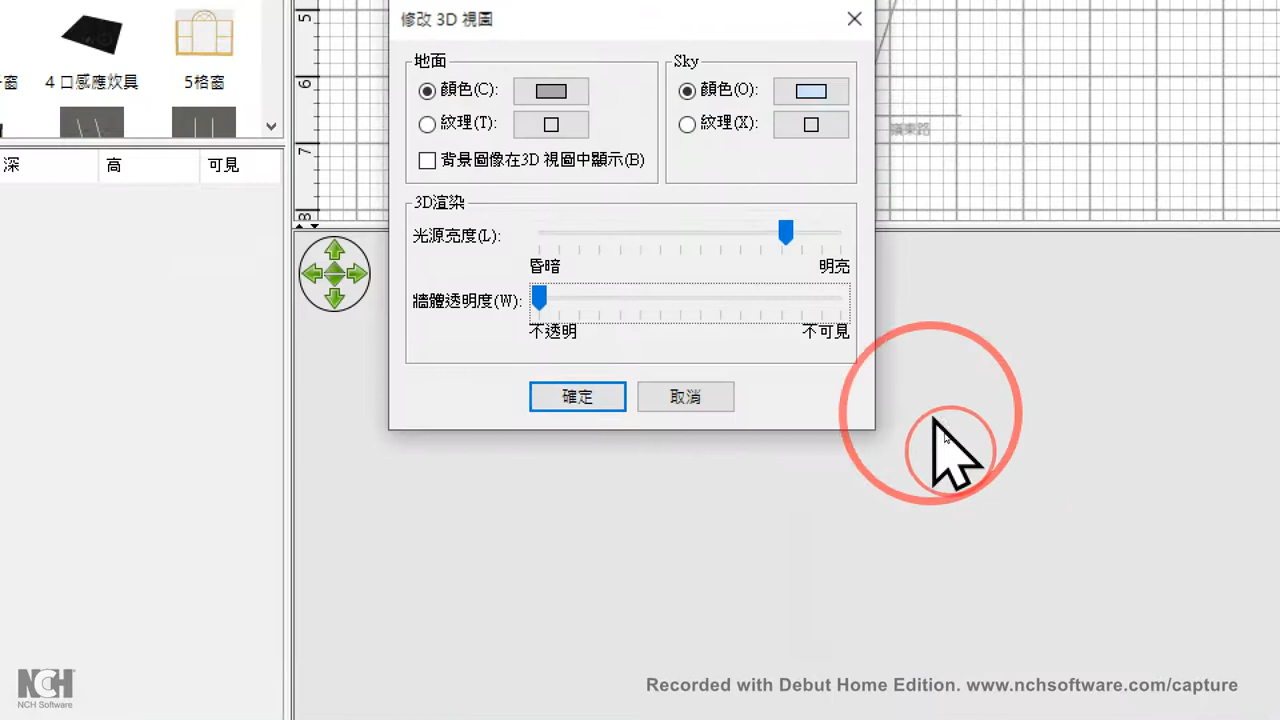 修改 3D 視圖
地面
Sky
顏色(C):
顏色(O):
4 口感應炊具
5格窗
紋理(T):
紋理(X):
背景圖像在3D 視圖中顯示(B)
深
高
可見
5
6
7
8
3D渲染
光源亮度(L):
昏暗
明亮
牆體透明度(W):
不透明
不可見
確定
取消
NCH
NCH Software
Recorded with Debut Home Edition. www.nchsoftware.com/capture